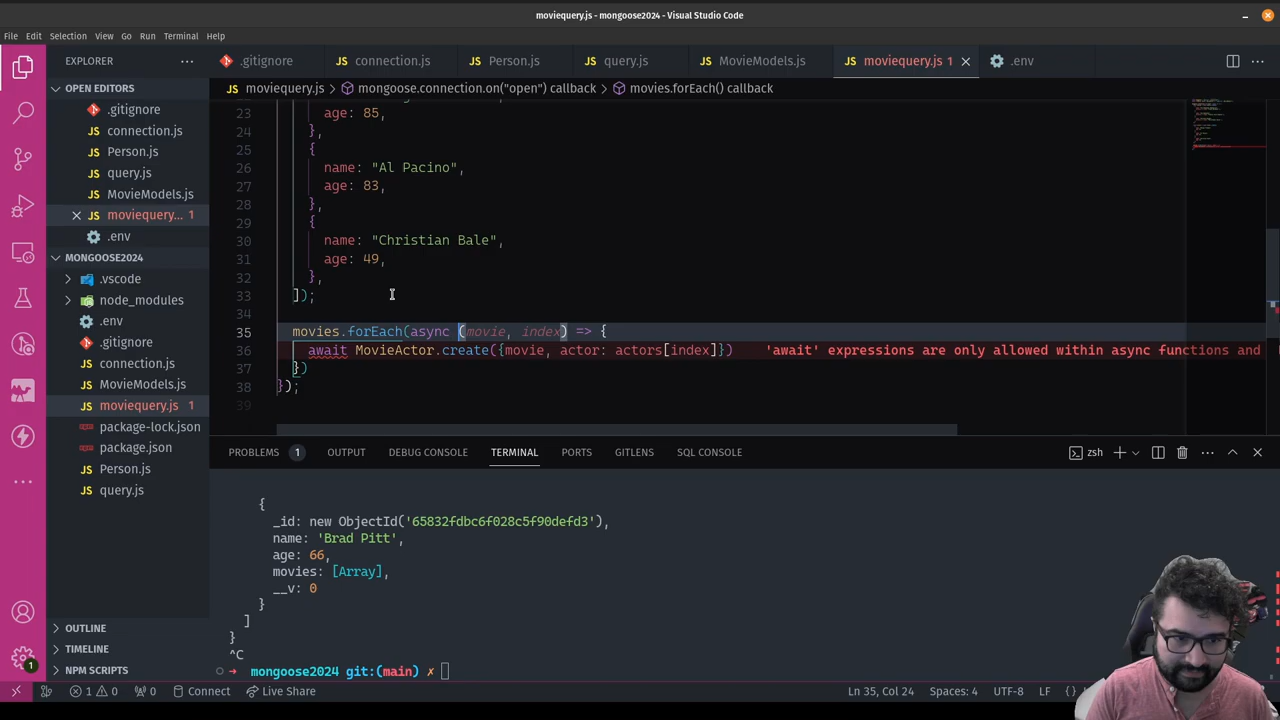 moviequery.js - mongoose2024 - Visual Studio Code
File Edit Selection View Go Run Terminal Help
EXPLORER
.gitignore connection.js Person.js query.js MovieModels.js moviequery.js 1 .env
OPEN EDITORS
.gitignore
connection.js
Person.js
query.js
MovieModels.js
moviequery... 1
.env
MONGOOSE2024
.vscode
node_modules
.env
.gitignore
connection.js
MovieModels.js
moviequery.js 1
package-lock.json
package.json
Person.js
query.js
OUTLINE
TIMELINE
NPM SCRIPTS
moviequery.js > mongoose.connection.on("open") callback > movies.forEach() callback
23 age: 85,
24 },
25 {
26 name: "Al Pacino",
27 age: 83,
28 },
29 {
30 name: "Christian Bale",
31 age: 49,
32 },
33 ]);
34
35 movies.forEach(async (movie, index) => {
36 await MovieActor.create({movie, actor: actors[index]}) 'await' expressions are only allowed within async functions and
37 })
38 });
39
PROBLEMS 1 OUTPUT DEBUG CONSOLE TERMINAL PORTS GITLENS SQL CONSOLE zsh
{
_id: new ObjectId('65832fdbc6f028c5f90defd3'),
name: 'Brad Pitt',
age: 66,
movies: [Array],
__v: 0
}
]
}
^C
→ mongoose2024 git:(main) ✗
1 0 0 Connect Live Share Ln 35, Col 24 Spaces: 4 UTF-8 LF {}